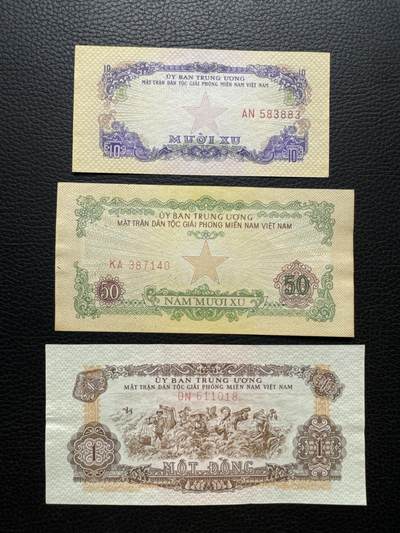 10 10
ỦY BAN TRUNG ƯƠNG
MẶT TRẬN DÂN TỘC GIẢI PHÓNG MIỀN NAM VIỆT NAM
AN 583883
MƯỜI XU
10 10
ỦY BAN TRUNG ƯƠNG
MẶT TRẬN DÂN TỘC GIẢI PHÓNG MIỀN NAM VIỆT NAM
KA 387140
50 50
NĂM MƯƠI XU
ỦY BAN TRUNG ƯƠNG
MẶT TRẬN DÂN TỘC GIẢI PHÓNG MIỀN NAM VIỆT NAM
ON 611018
1 1
MỘT ĐỒNG